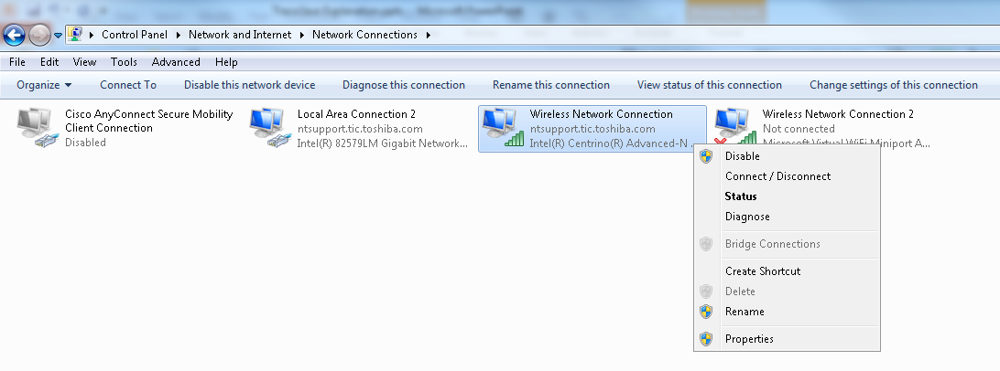 Control Panel Network and Internet Network Connections
File Edit View Tools Advanced Help
Organize Connect To Disable this network device Diagnose this connection Rename this connection View status of this connection Change settings of this connection
Cisco AnyConnect Secure Mobility
Client Connection
Disabled
Local Area Connection 2
ntsupport.tic.toshiba.com
Intel(R) 82579LM Gigabit Network...
Wireless Network Connection
ntsupport.tic.toshiba.com
Intel(R) Centrino(R) Advanced-N ...
Wireless Network Connection 2
Not connected
Microsoft Virtual WiFi Miniport A...
Disable
Connect / Disconnect
Status
Diagnose
Bridge Connections
Create Shortcut
Delete
Rename
Properties